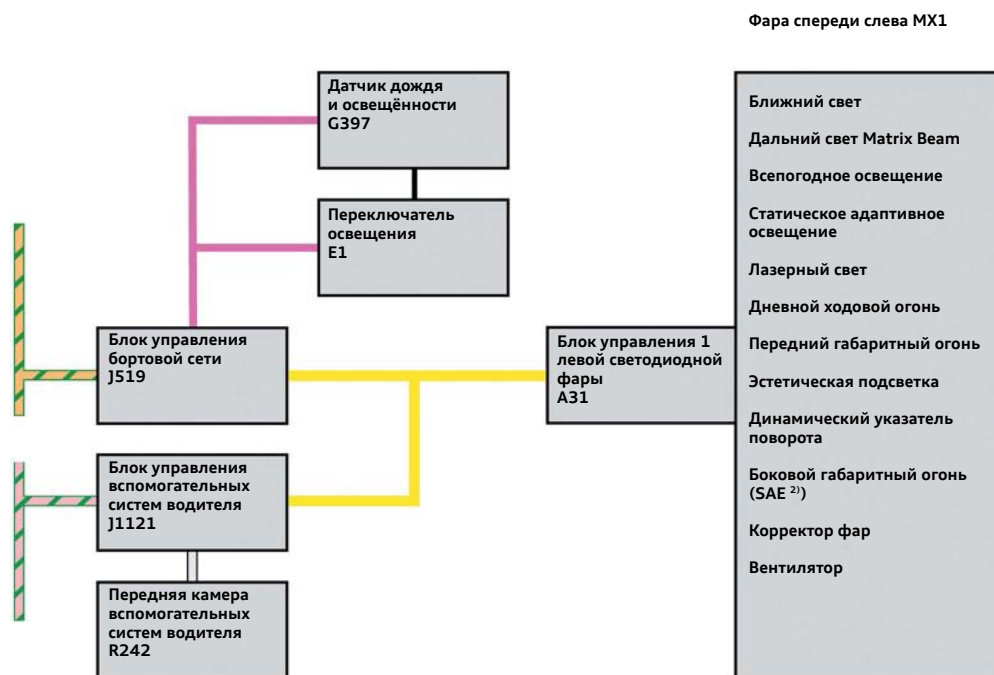 Фара спереди слева MX1
Датчик дождя
и освещённости
G397
Переключатель
освещения
E1
Блок управления
бортовой сети
J519
Блок управления
вспомогательных
систем водителя
J1121
Передняя камера
вспомогательных
систем водителя
R242
Блок управления 1
левой светодиодной
фары
A31
Ближний свет
Дальний свет Matrix Beam
Всепогодное освещение
Статическое адаптивное
освещение
Лазерный свет
Дневной ходовой огонь
Передний габаритный огонь
Эстетическая подсветка
Динамический указатель
поворота
Боковой габаритный огонь
(SAE ²⁾)
Корректор фар
Вентилятор